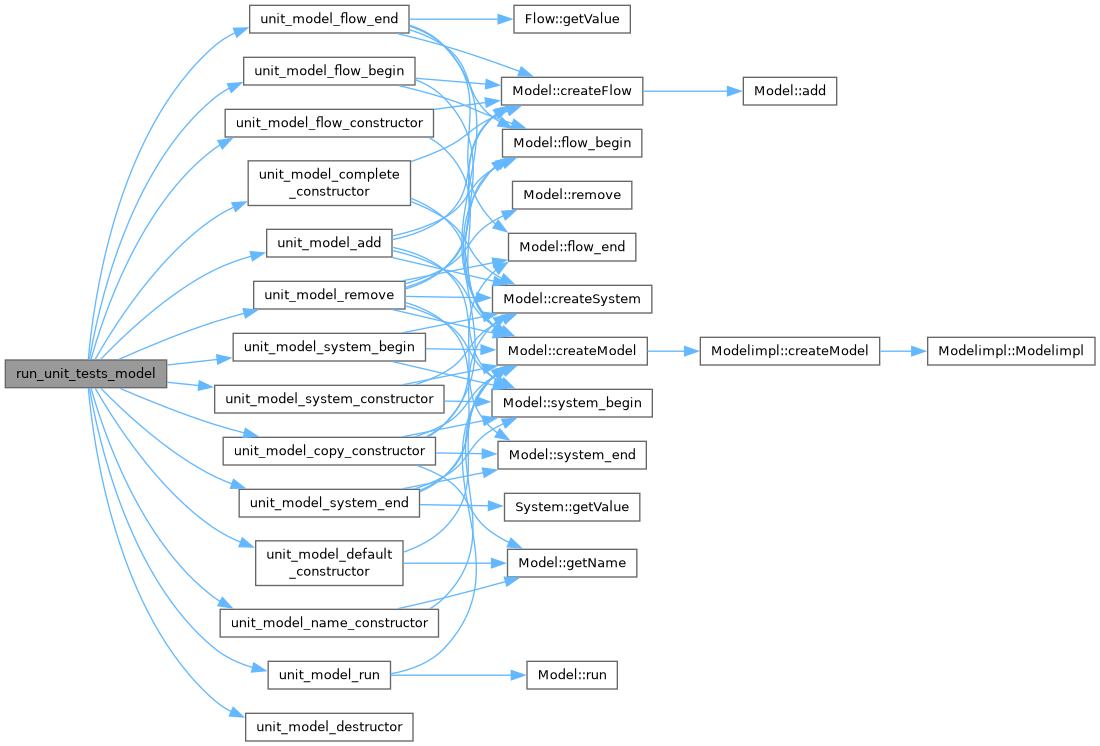 run_unit_tests_model
unit_model_flow_end
unit_model_flow_begin
unit_model_flow_constructor
unit_model_complete
_constructor
unit_model_add
unit_model_remove
unit_model_system_begin
unit_model_system_constructor
unit_model_copy_constructor
unit_model_system_end
unit_model_default
_constructor
unit_model_name_constructor
unit_model_run
unit_model_destructor
Flow::getValue
Model::createFlow
Model::flow_begin
Model::remove
Model::flow_end
Model::createSystem
Model::createModel
Model::system_begin
Model::system_end
System::getValue
Model::getName
Model::run
Model::add
Modelimpl::createModel
Modelimpl::Modelimpl